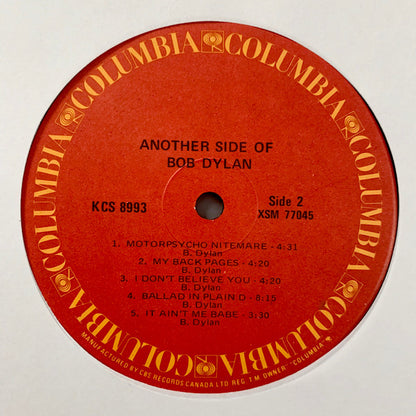 COLUMBIA COLUMBIA COLUMBIA COLUMBIA COLUMBIA COLUMBIA
ANOTHER SIDE OF
BOB DYLAN
KCS 8993
Side 2
XSM 77045
1. MOTORPSYCHO NITEMARE - 4:31
B. Dylan
2. MY BACK PAGES - 4:20
B. Dylan
3. I DON'T BELIEVE YOU - 4:20
B. Dylan
4. BALLAD IN PLAIN D - 8:15
B. Dylan
5. IT AIN'T ME BABE - 3:30
B. Dylan
MANUFACTURED BY CBS RECORDS CANADA LTD REG. T M OWNER "COLUMBIA"